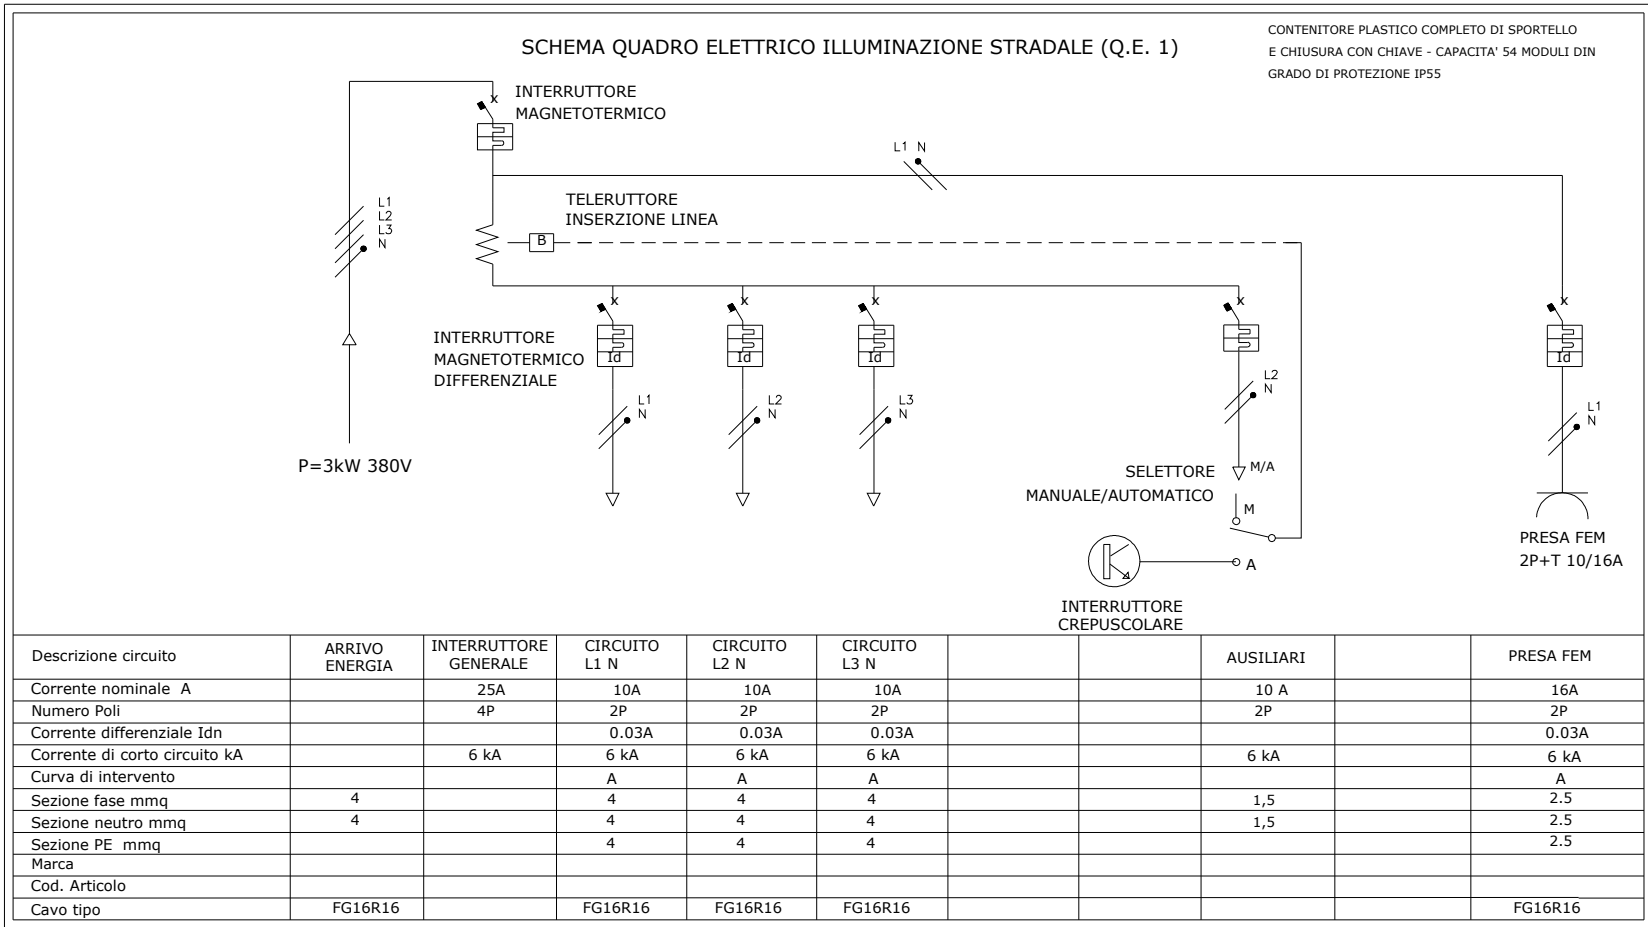 SCHEMA QUADRO ELETTRICO ILLUMINAZIONE STRADALE (Q.E. 1)
CONTENITORE PLASTICO COMPLETO DI SPORTELLO
E CHIUSURA CON CHIAVE - CAPACITA' 54 MODULI DIN
GRADO DI PROTEZIONE IP55
INTERRUTTORE
MAGNETOTERMICO
x
L1 N
L1
L2
L3
N
TELERUTTORE
INSERZIONE LINEA
B
x x x x x
INTERRUTTORE
MAGNETOTERMICO
DIFFERENZIALE
Id Id Id Id
L1
N
L2
N
L3
N
L2
N
L1
N
P=3kW 380V
SELETTORE
MANUALE/AUTOMATICO
M/A
M
A
INTERRUTTORE
CREPUSCOLARE
PRESA FEM
2P+T 10/16A
Descrizione circuito ARRIVO ENERGIA INTERRUTTORE GENERALE CIRCUITO L1 N CIRCUITO L2 N CIRCUITO L3 N AUSILIARI PRESA FEM
Corrente nominale A 25A 10A 10A 10A 10 A 16A
Numero Poli 4P 2P 2P 2P 2P 2P
Corrente differenziale Idn 0.03A 0.03A 0.03A 0.03A
Corrente di corto circuito kA 6 kA 6 kA 6 kA 6 kA 6 kA 6 kA
Curva di intervento A A A A
Sezione fase mmq 4 4 4 4 1,5 2.5
Sezione neutro mmq 4 4 4 4 1,5 2.5
Sezione PE mmq 4 4 4 2.5
Marca
Cod. Articolo
Cavo tipo FG16R16 FG16R16 FG16R16 FG16R16 FG16R16